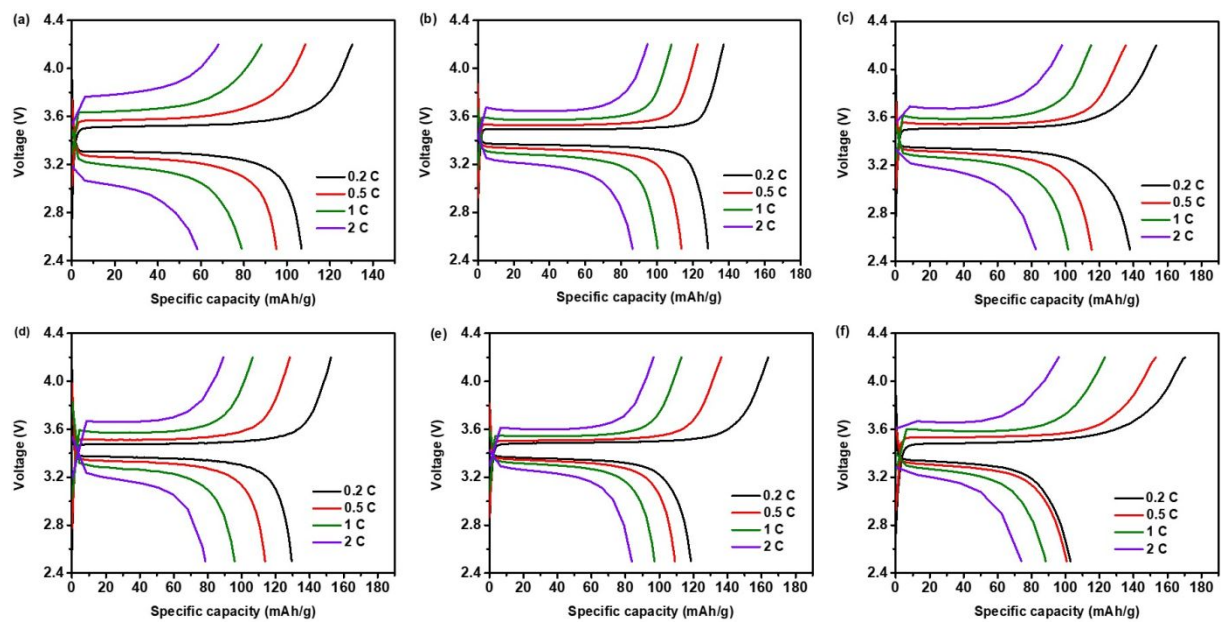 (a)
4.4
4.0
3.6
3.2
2.8
2.4
Voltage (V)
0.2 C
0.5 C
1 C
2 C
0 20 40 60 80 100 120 140
Specific capacity (mAh/g)
(b)
4.4
4.0
3.6
3.2
2.8
2.4
Voltage (V)
0.2 C
0.5 C
1 C
2 C
0 20 40 60 80 100 120 140 160 180
Specific capacity (mAh/g)
(c)
4.4
4.0
3.6
3.2
2.8
2.4
Voltage (V)
0.2 C
0.5 C
1 C
2 C
0 20 40 60 80 100 120 140 160 180
Specific capacity (mAh/g)
(d)
4.4
4.0
3.6
3.2
2.8
2.4
Voltage (V)
0.2 C
0.5 C
1 C
2 C
0 20 40 60 80 100 120 140 160 180
Specific capacity (mAh/g)
(e)
4.4
4.0
3.6
3.2
2.8
2.4
Voltage (V)
0.2 C
0.5 C
1 C
2 C
0 20 40 60 80 100 120 140 160 180
Specific capacity (mAh/g)
(f)
4.4
4.0
3.6
3.2
2.8
2.4
Voltage (V)
0.2 C
0.5 C
1 C
2 C
0 20 40 60 80 100 120 140 160 180
Specific capacity (mAh/g)